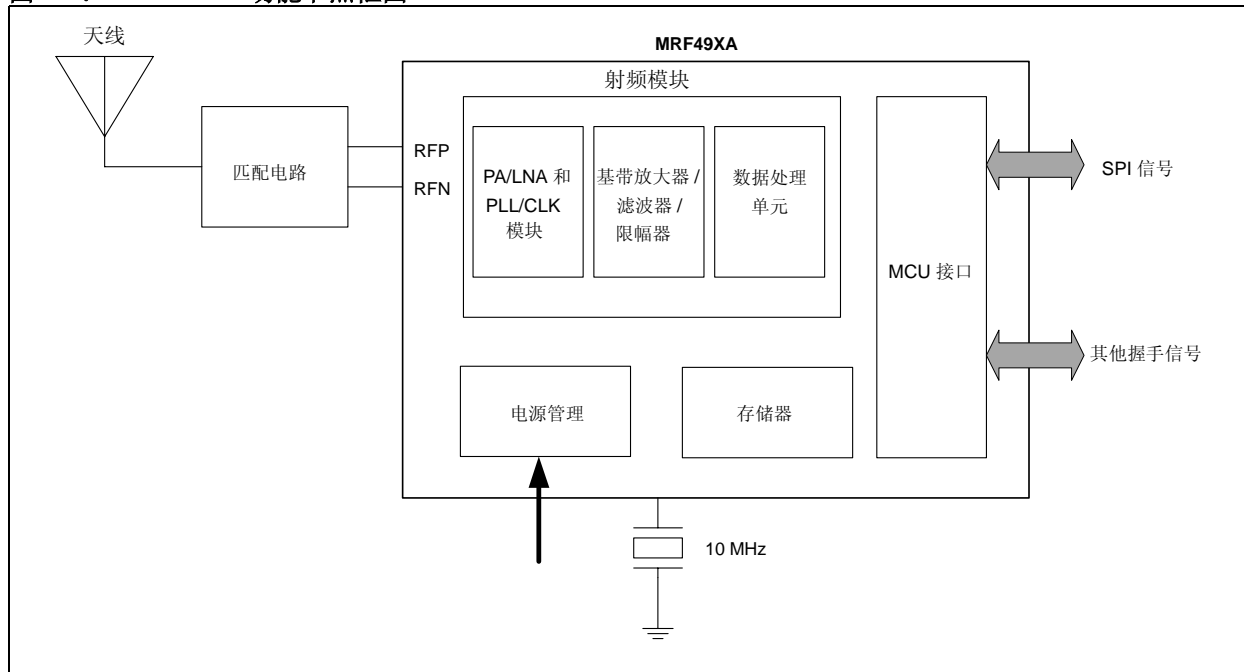 天线
MRF49XA
射频模块
匹配电路
RFP
RFN
PA/LNA 和
PLL/CLK
模块
基带放大器 /
滤波器 /
限幅器
数据处理
单元
MCU 接口
SPI 信号
其他握手信号
电源管理
存储器
10 MHz